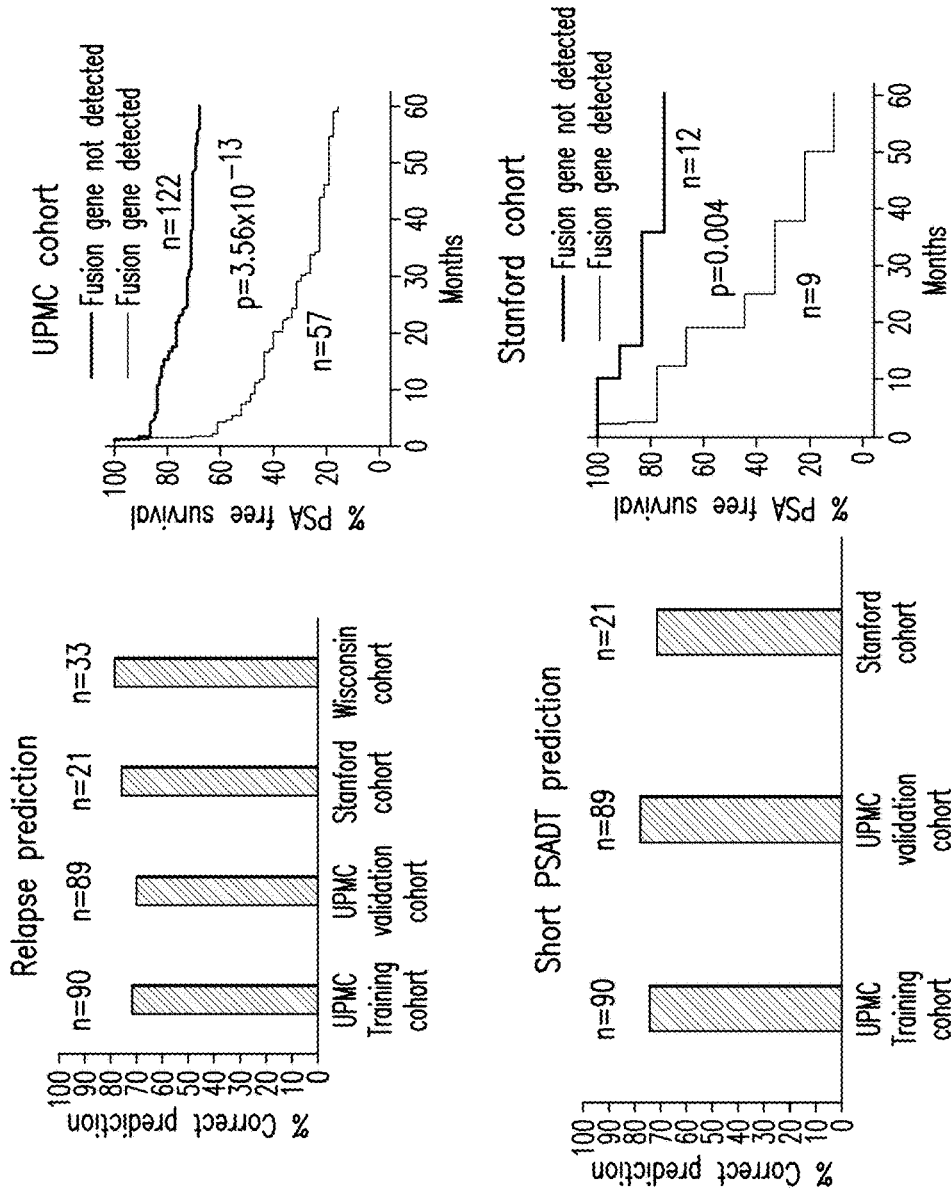 Relapse prediction
% Correct prediction
100
90
80
70
60
50
40
30
20
10
0
n=90
n=89
n=21
n=33
UPMC
Training
cohort
UPMC
validation
cohort
Stanford
cohort
Wisconsin
cohort
UPMC cohort
Fusion gene not detected
Fusion gene detected
% PSA free survival
100
80
60
40
20
0
n=122
p=3.56x10⁻¹³
n=57
0 10 20 30 40 50 60
Months
Short PSADT prediction
% Correct prediction
100
90
80
70
60
50
40
30
20
10
0
n=90
n=89
n=21
UPMC
Training
cohort
UPMC
validation
cohort
Stanford
cohort
Stanford cohort
Fusion gene not detected
Fusion gene detected
% PSA free survival
100
80
60
40
20
0
n=12
p=0.004
n=9
0 10 20 30 40 50 60
Months